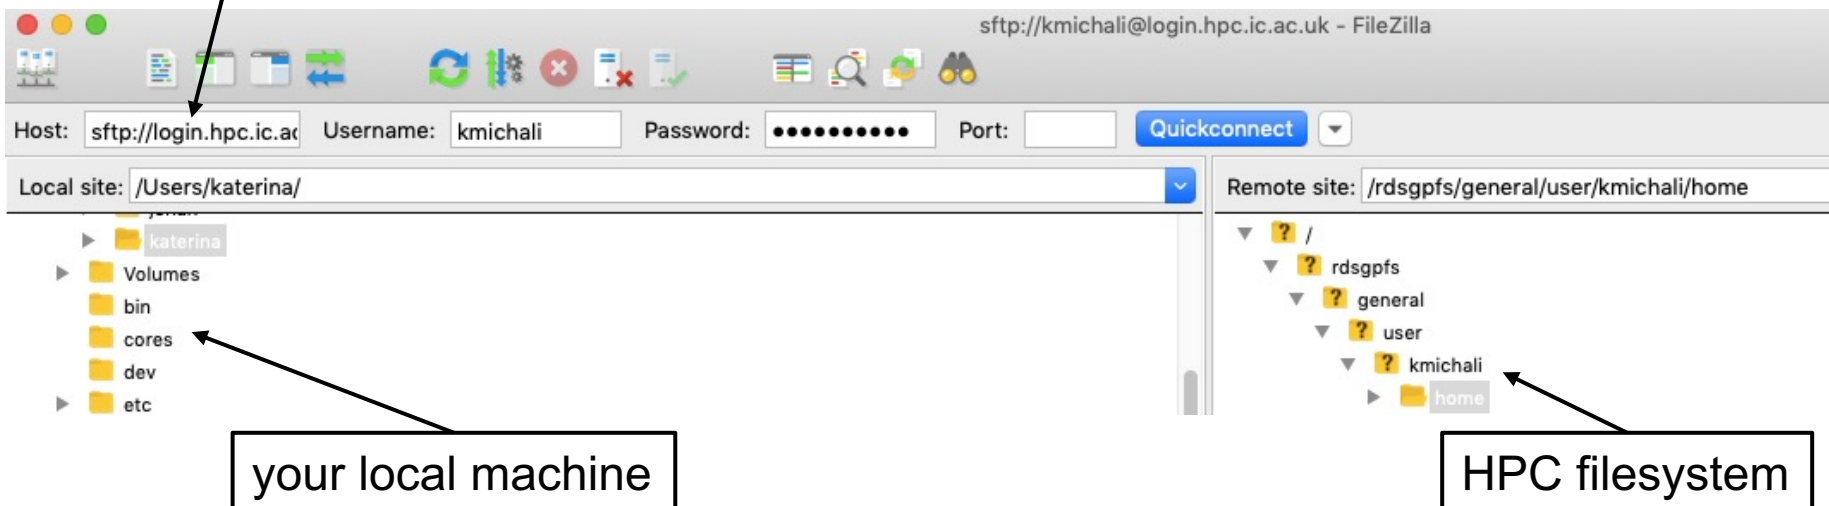 sftp://kmichali@login.hpc.ic.ac.uk - FileZilla
Host: sftp://login.hpc.ic.ac Username: kmichali Password: ●●●●●●●●●● Port: Quickconnect
Local site: /Users/katerina/
Remote site: /rdsgpfs/general/user/kmichali/home
katerina
Volumes
bin
cores
dev
etc
/
rdsgpfs
general
user
kmichali
home
your local machine
HPC filesystem